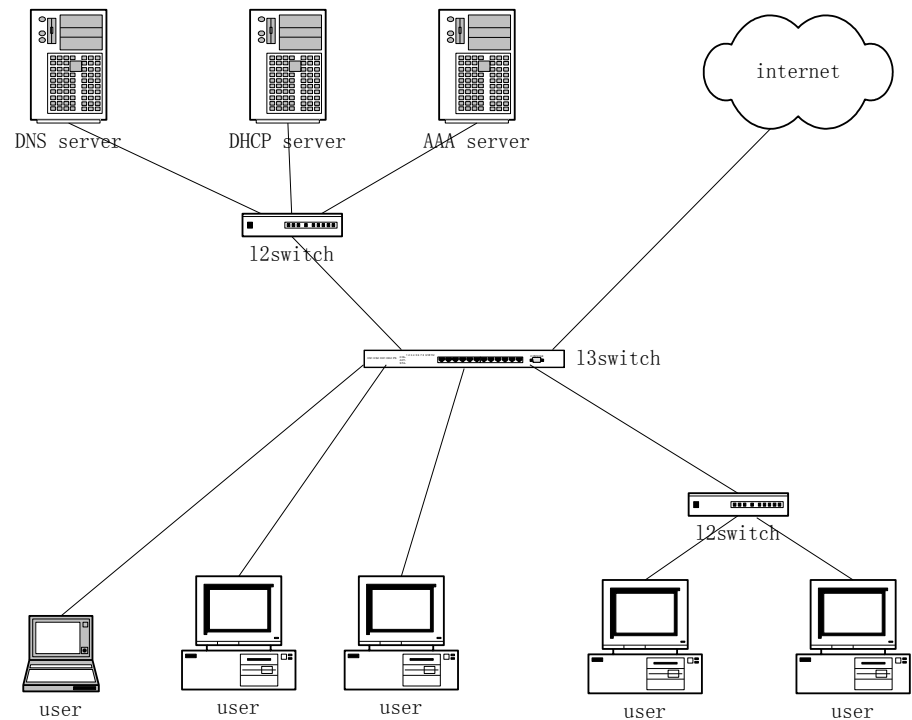 internet
DNS server
DHCP server
AAA server
l2switch
l3switch
l2switch
user
user
user
user
user